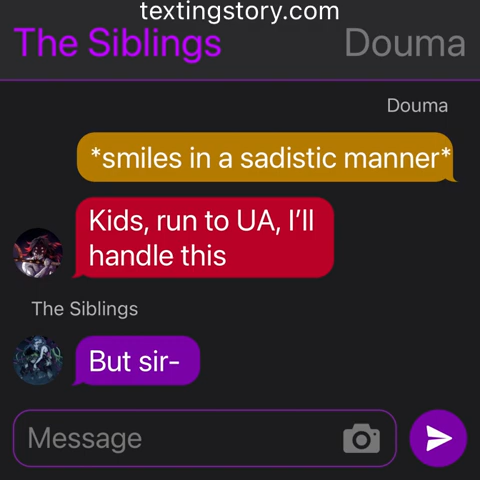 textingstory.com
The Siblings
Douma
Douma
*smiles in a sadistic manner*
Kids, run to UA, I’ll
handle this
The Siblings
But sir-
Message